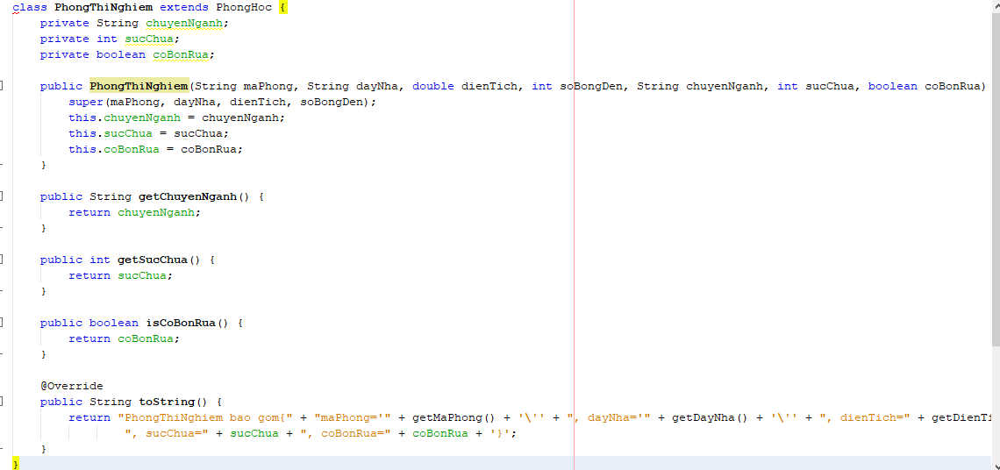 class PhongThiNghiem extends PhongHoc {
    private String chuyenNganh;
    private int sucChua;
    private boolean coBonRua;
    public PhongThiNghiem(String maPhong, String dayNha, double dienTich, int soBongDen, String chuyenNganh, int sucChua, boolean coBonRua)
        super(maPhong, dayNha, dienTich, soBongDen);
        this.chuyenNganh = chuyenNganh;
        this.sucChua = sucChua;
        this.coBonRua = coBonRua;
    }
    public String getChuyenNganh() {
        return chuyenNganh;
    }
    public int getSucChua() {
        return sucChua;
    }
    public boolean isCoBonRua() {
        return coBonRua;
    }
    @Override
    public String toString() {
        return "PhongThiNghiem bao gom{" + "maPhong='" + getMaPhong() + '\'' + ", dayNha='" + getDayNha() + '\'' + ", dienTich=" + getDienTi
                ", sucChua=" + sucChua + ", coBonRua=" + coBonRua + '}';
    }
}